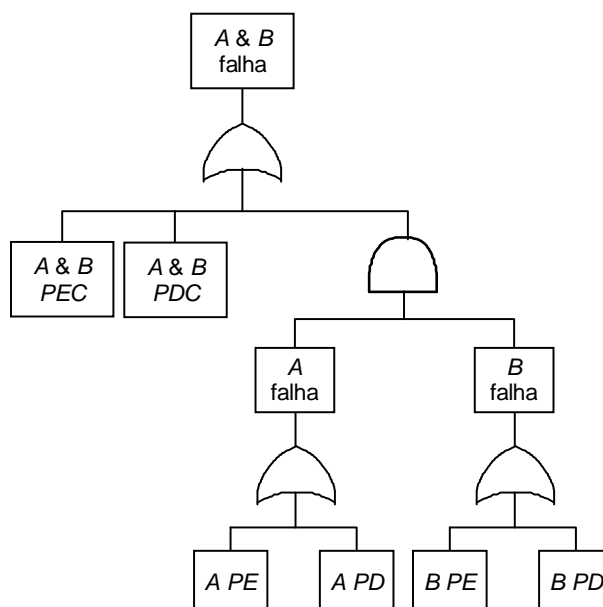 A & B
falha
A & B
PEC
A & B
PDC
A
falha
B
falha
A PE
A PD
B PE
B PD